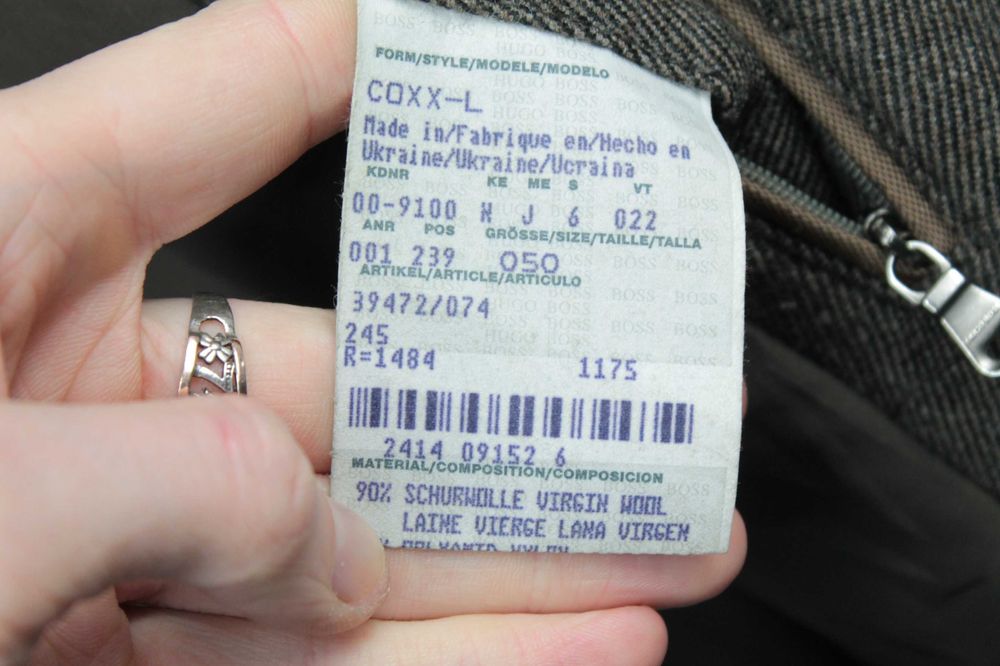 FORM/STYLE/MODELE/MODELO
COXX-L
Made in/Fabrique en/Hecho en
Ukraine/Ukraine/Ucraina
KDNR KE ME S VT
00-9100 N J 6 022
ANR POS GRÖSSE/SIZE/TAILLE/TALLA
001 239 050
ARTIKEL/ARTICLE/ARTICULO
39472/074
245
R=1484 1175
2414 09152 6
MATERIAL/COMPOSITION/COMPOSICION
90% SCHURWOLLE VIRGIN WOOL
LAINE VIERGE LANA VIRGEN